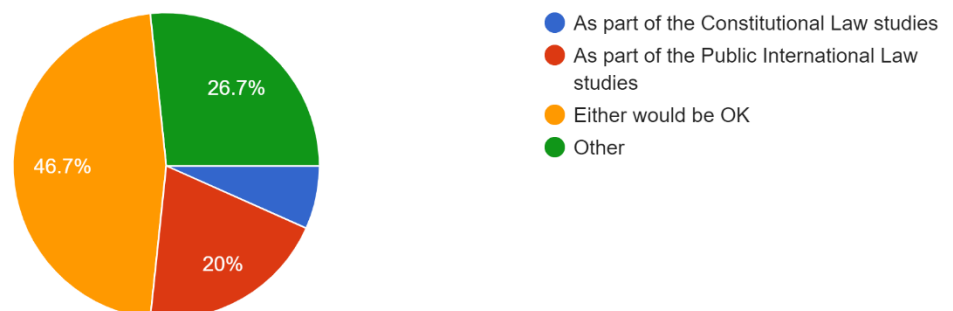 26.7%
46.7%
20%
As part of the Constitutional Law studies
As part of the Public International Law
studies
Either would be OK
Other